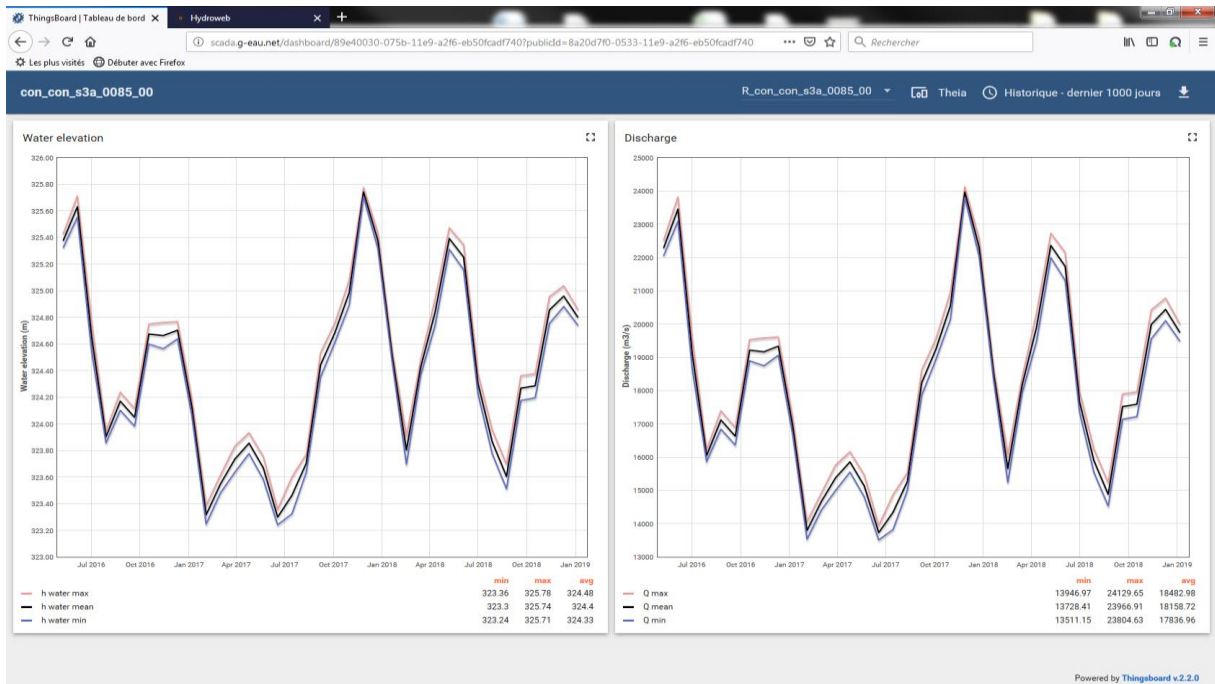 ThingsBoard | Tableau de bord
Hydroweb
scada.g-eau.net/dashboard/89e40030-075b-11e9-a2f6-eb50fcadf740?publicId=8a20d7f0-0533-11e9-a2f6-eb50fcadf740
Rechercher
Les plus visités Débuter avec Firefox
con_con_s3a_0085_00
R_con_con_s3a_0085_00 Theia Historique - dernier 1000 jours
Water elevation
326.00
325.80
325.60
325.40
325.20
325.00
324.80
324.60
324.40
324.20
324.00
323.80
323.60
323.40
323.20
323.00
Water elevation (m)
Jul 2016 Oct 2016 Jan 2017 Apr 2017 Jul 2017 Oct 2017 Jan 2018 Apr 2018 Jul 2018 Oct 2018 Jan 2019
min max avg
h water max 323.36 325.78 324.48
h water mean 323.3 325.74 324.4
h water min 323.24 325.71 324.33
Discharge
25000
24000
23000
22000
21000
20000
19000
18000
17000
16000
15000
14000
13000
Discharge (m3/s)
Jul 2016 Oct 2016 Jan 2017 Apr 2017 Jul 2017 Oct 2017 Jan 2018 Apr 2018 Jul 2018 Oct 2018 Jan 2019
min max avg
Q max 13946.97 24129.65 18482.98
Q mean 13728.41 23966.91 18158.72
Q min 13511.15 23804.63 17836.96
Powered by Thingsboard v.2.2.0